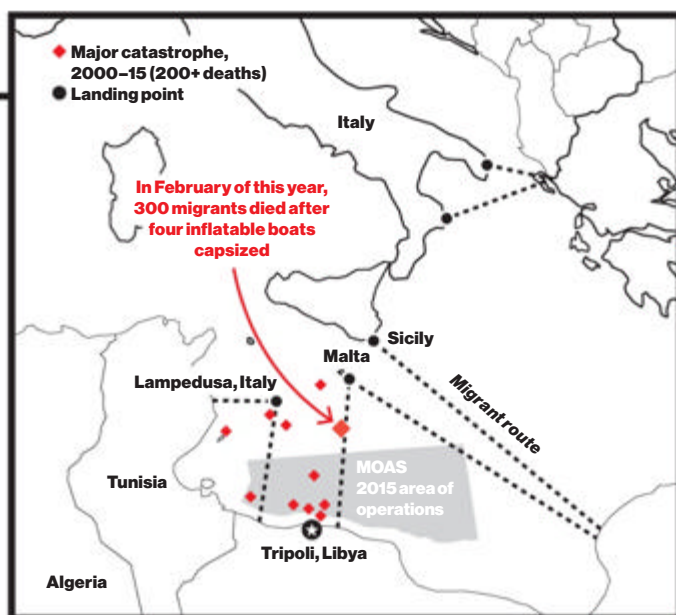 Major catastrophe,
2000–15 (200+ deaths)
Landing point
Italy
In February of this year,
300 migrants died after
four inflatable boats
capsized
Sicily
Malta
Lampedusa, Italy
Migrant route
MOAS
2015 area of
operations
Tunisia
Tripoli, Libya
Algeria